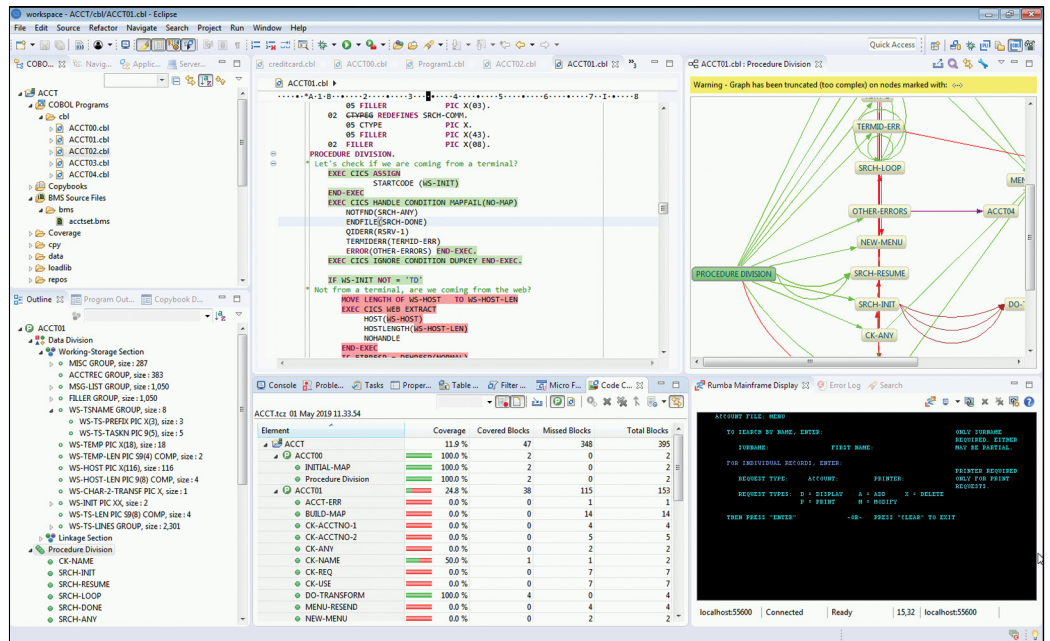 workspace - ACCT/cbl/ACCT01.cbl - Eclipse
File Edit Source Refactor Navigate Search Project Run Window Help
Quick Access
COBO... Navig... Applic... Server...
ACCT
COBOL Programs
cbl
ACCT00.cbl
ACCT01.cbl
ACCT02.cbl
ACCT03.cbl
ACCT04.cbl
Copybooks
BMS Source Files
bms
acctset.bms
Coverage
cpy
data
loadlib
repos
Outline Program Out... Copybook D...
ACCT01
Data Division
Working-Storage Section
MISC GROUP, size : 287
ACCTREC GROUP, size : 383
MSG-LIST GROUP, size : 1,050
FILLER GROUP, size : 1,050
WS-TSNAME GROUP, size : 8
WS-TS-PREFIX PIC X(3), size : 3
WS-TS-TASKN PIC 9(5), size : 5
WS-TEMP PIC X(18), size : 18
WS-TEMP-LEN PIC S9(4) COMP, size : 2
WS-HOST PIC X(116), size : 116
WS-HOST-LEN PIC 9(8) COMP, size : 4
WS-CHAR-2-TRANSF PIC X, size : 1
WS-INIT PIC XX, size : 2
WS-TS-LEN PIC S9(8) COMP, size : 4
WS-TS-LINES GROUP, size : 2,301
Linkage Section
Procedure Division
CK-NAME
SRCH-INIT
SRCH-RESUME
SRCH-LOOP
SRCH-DONE
SRCH-ANY
creditcard.cbl ACCT00.cbl Program1.cbl ACCT02.cbl ACCT01.cbl
ACCT01.cbl
05 FILLER PIC X(03).
02 CTYPEG REDEFINES SRCH-COMM.
05 CTYPE PIC X.
05 FILLER PIC X(43).
02 FILLER PIC X(08).
PROCEDURE DIVISION.
* Let's check if we are coming from a terminal?
EXEC CICS ASSIGN
STARTCODE (WS-INIT)
END-EXEC
EXEC CICS HANDLE CONDITION MAPFAIL(NO-MAP)
NOTFND(SRCH-ANY)
ENDFILE(SRCH-DONE)
QIDERR(RSRV-1)
TERMIDERR(TERMID-ERR)
ERROR(OTHER-ERRORS) END-EXEC.
EXEC CICS IGNORE CONDITION DUPKEY END-EXEC.
IF WS-INIT NOT = 'TD'
* Not from a terminal, are we coming from the web?
MOVE LENGTH OF WS-HOST TO WS-HOST-LEN
EXEC CICS WEB EXTRACT
HOST(WS-HOST)
HOSTLENGTH(WS-HOST-LEN)
NOHANDLE
END-EXEC
ACCT01.cbl : Procedure Division
Warning - Graph has been truncated (too complex) on nodes marked with:
TERMID-ERR
SRCH-LOOP
MEN
OTHER-ERRORS
ACCT04
NEW-MENU
PROCEDURE DIVISION
SRCH-RESUME
SRCH-INIT
DO-
CK-ANY
Console Proble... Tasks Proper... Table ... Filter ... Micro F... Code C...
ACCT.tcz 01 May 2019 11.33.54
Element Coverage Covered Blocks Missed Blocks Total Blocks
ACCT 11.9 % 47 348 395
ACCT00 100.0 % 2 0 2
INITIAL-MAP 100.0 % 2 0 2
Procedure Division 100.0 % 2 0 2
ACCT01 24.8 % 38 115 153
ACCT-ERR 0.0 % 0 1 1
BUILD-MAP 0.0 % 0 14 14
CK-ACCTNO-1 0.0 % 0 4 4
CK-ACCTNO-2 0.0 % 0 5 5
CK-ANY 0.0 % 0 2 2
CK-NAME 50.0 % 1 1 2
CK-REQ 0.0 % 0 7 7
CK-USE 0.0 % 0 7 7
DO-TRANSFORM 100.0 % 4 0 4
MENU-RESEND 0.0 % 0 4 4
NEW-MENU 0.0 % 0 2 2
Rumba Mainframe Display Error Log Search
ACCOUNT FILE: MENU
TO SEARCH BY NAME, ENTER: ONLY SURNAME
REQUIRED. EITHER
SURNAME: FIRST NAME: MAY BE PARTIAL.
FOR INDIVIDUAL RECORDS, ENTER:
PRINTER REQUIRED
REQUEST TYPE: ACCOUNT: PRINTER: ONLY FOR PRINT
REQUESTS.
REQUEST TYPES: D = DISPLAY A = ADD X = DELETE
P = PRINT M = MODIFY
THEN PRESS "ENTER" -OR- PRESS "CLEAR" TO EXIT
localhost:55600 Connected Ready 15,32 localhost:55600